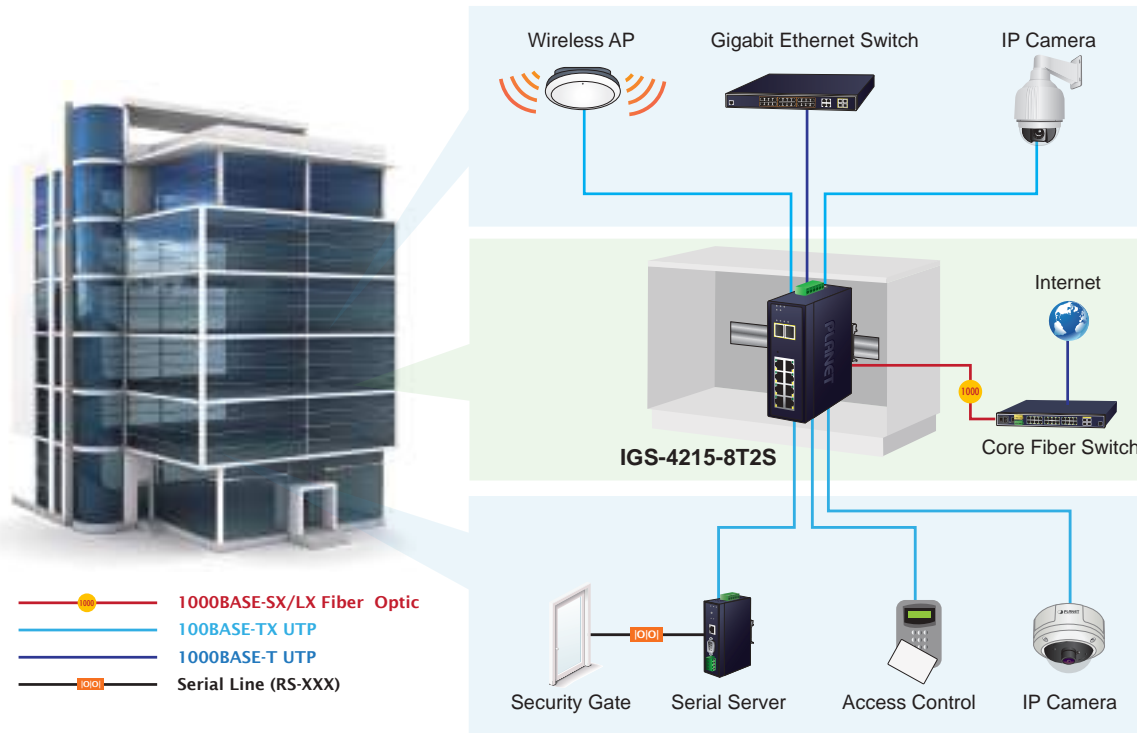 Wireless AP
Gigabit Ethernet Switch
IP Camera
PLANET
Internet
1000
Core Fiber Switch
IGS-4215-8T2S
1000
1000BASE-SX/LX Fiber Optic
100BASE-TX UTP
1000BASE-T UTP
|O|O|
Serial Line (RS-XXX)
|O|O|
PLANET
Security Gate
Serial Server
Access Control
IP Camera